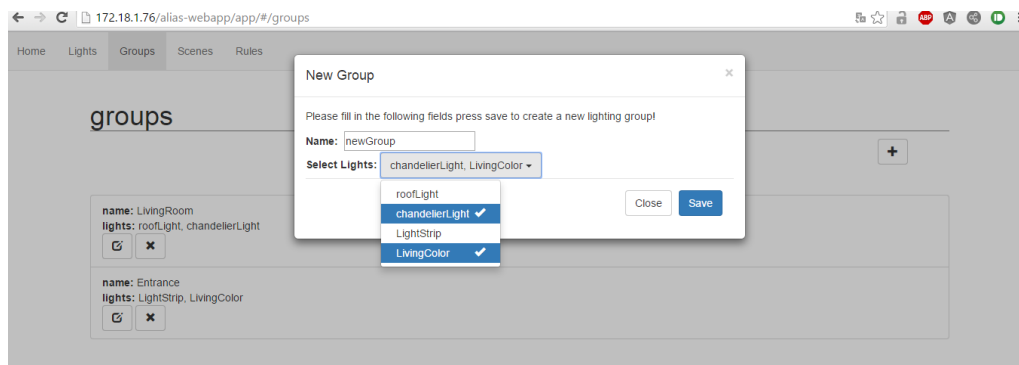 172.18.1.76/alias-webapp/app/#/groups
ABP
Home Lights Groups Scenes Rules
New Group ×
groups
Please fill in the following fields press save to create a new lighting group!
Name: newGroup
Select Lights: chandelierLight, LivingColor
roofLight
chandelierLight
LightStrip
LivingColor
Close Save
name: LivingRoom
lights: roofLight, chandelierLight
name: Entrance
lights: LightStrip, LivingColor